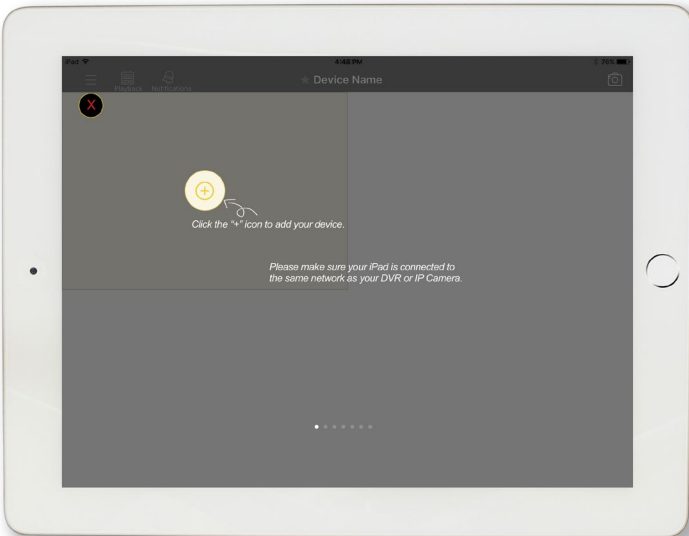 iPad 4:48 PM 76%
Playback Notifications ★ Device Name
X
Click the "+" icon to add your device.
Please make sure your iPad is connected to
the same network as your DVR or IP Camera.